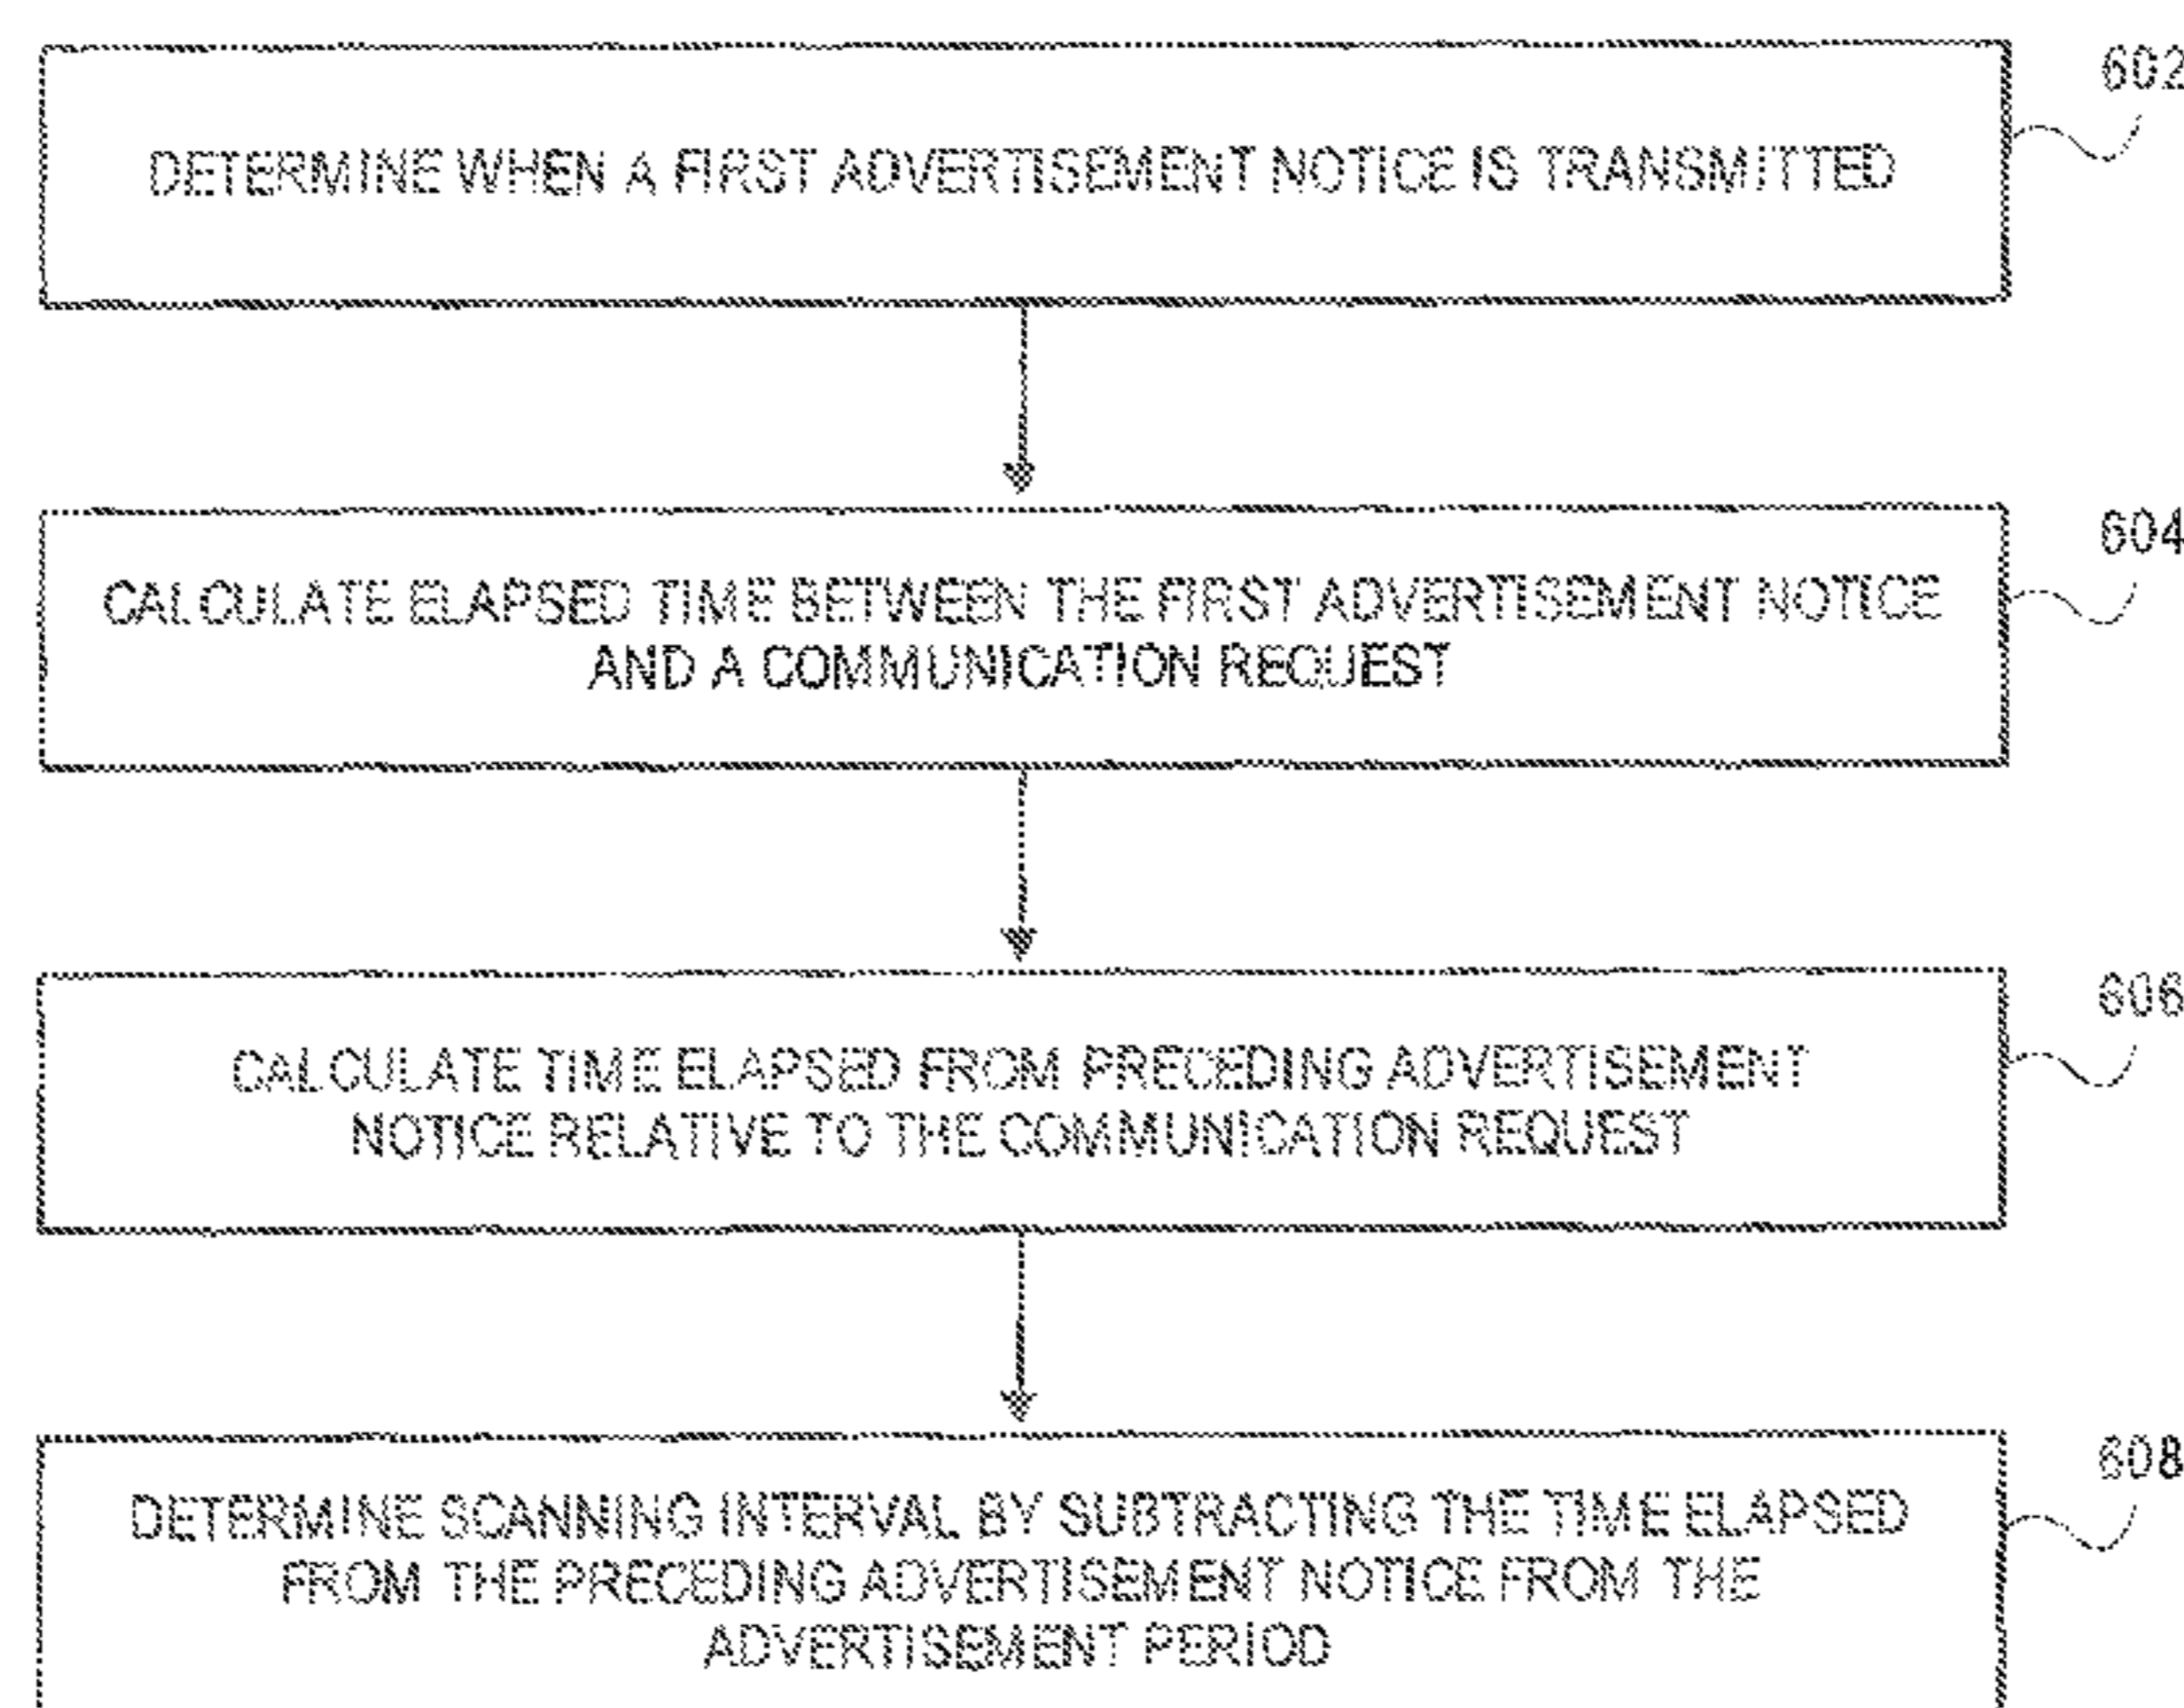 602
DETERMINE WHEN A FIRST ADVERTISEMENT NOTICE IS TRANSMITTED
604
CALCULATE ELAPSED TIME BETWEEN THE FIRST ADVERTISEMENT NOTICE
AND A COMMUNICATION REQUEST
606
CALCULATE TIME ELAPSED FROM PRECEDING ADVERTISEMENT
NOTICE RELATIVE TO THE COMMUNICATION REQUEST
608
DETERMINE SCANNING INTERVAL BY SUBTRACTING THE TIME ELAPSED
FROM THE PRECEDING ADVERTISEMENT NOTICE FROM THE
ADVERTISEMENT PERIOD